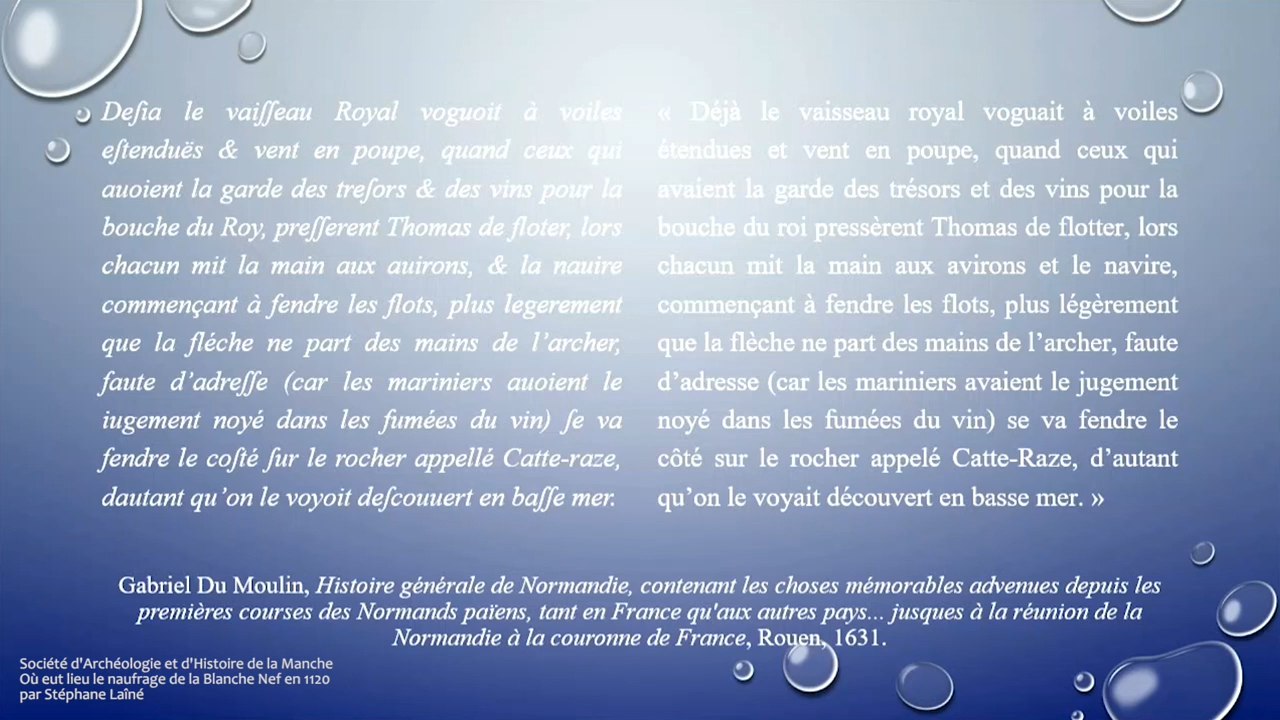 Deſia le vaiſſeau Royal voguoit à voiles
eſtenduës & vent en poupe, quand ceux qui
auoient la garde des treſors & des vins pour la
bouche du Roy, preſſerent Thomas de floter, lors
chacun mit la main aux auirons, & la nauire
commençant à fendre les flots, plus legerement
que la fléche ne part des mains de l’archer,
faute d’adreſſe (car les mariniers auoient le
iugement noyé dans les fumées du vin) ſe va
fendre le coſté ſur le rocher appellé Catte-raze,
dautant qu’on le voyoit deſcouuert en baſſe mer.
« Déjà le vaisseau royal voguait à voiles
étendues et vent en poupe, quand ceux qui
avaient la garde des trésors et des vins pour la
bouche du roi pressèrent Thomas de flotter, lors
chacun mit la main aux avirons et le navire,
commençant à fendre les flots, plus légèrement
que la flèche ne part des mains de l’archer, faute
d’adresse (car les mariniers avaient le jugement
noyé dans les fumées du vin) se va fendre le
côté sur le rocher appelé Catte-Raze, d’autant
qu’on le voyait découvert en basse mer. »
Gabriel Du Moulin, Histoire générale de Normandie, contenant les choses mémorables advenues depuis les
premières courses des Normands païens, tant en France qu'aux autres pays... jusques à la réunion de la
Normandie à la couronne de France, Rouen, 1631.
Société d'Archéologie et d'Histoire de la Manche
Où eut lieu le naufrage de la Blanche Nef en 1120
par Stéphane Laîné